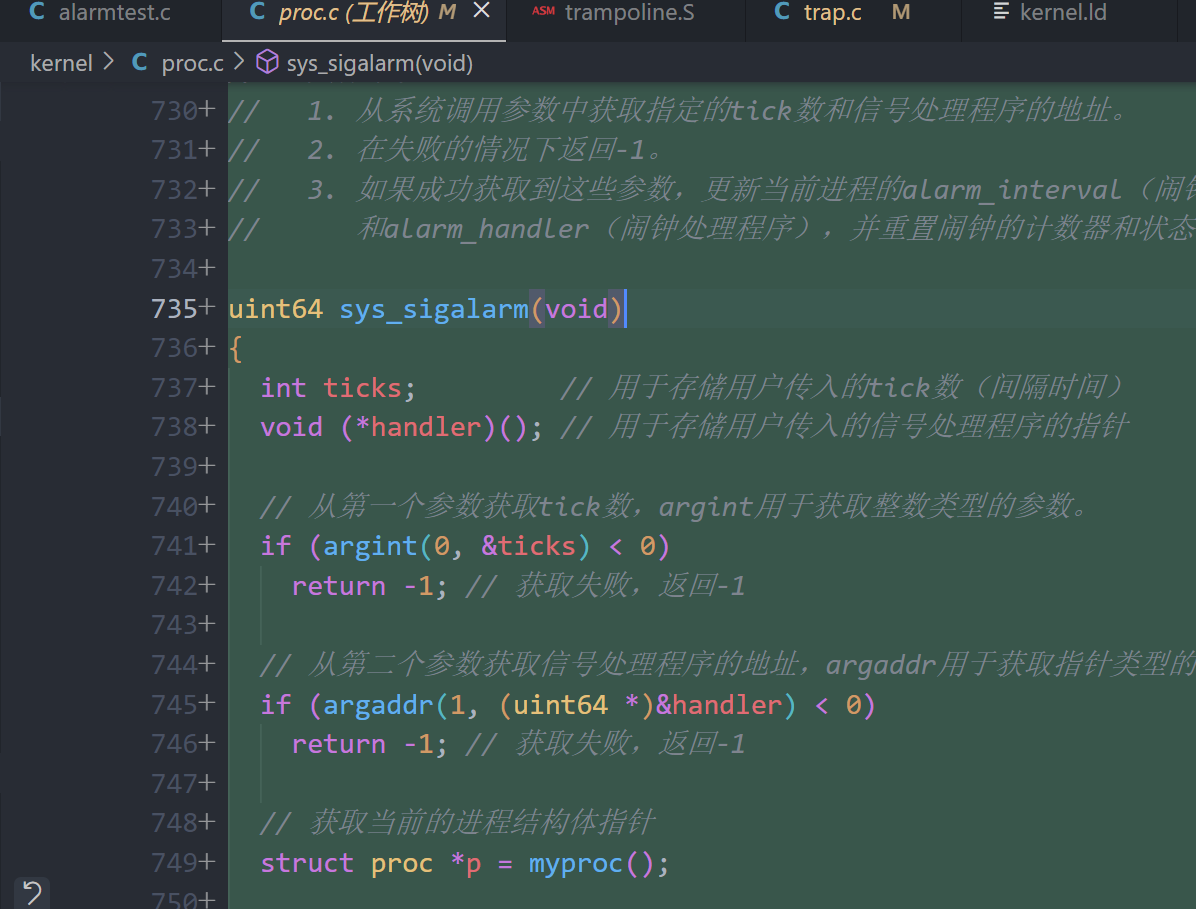 alarmtest.c
proc.c (工作树) M
ASM trampoline.S
C trap.c M
kernel.ld
kernel > C proc.c > sys_sigalarm(void)
730+ //   1. 从系统调用参数中获取指定的tick数和信号处理程序的地址。
731+ //   2. 在失败的情况下返回-1。
732+ //   3. 如果成功获取到这些参数，更新当前进程的alarm_interval（闹钟
733+ //      和alarm_handler（闹钟处理程序），并重置闹钟的计数器和状态
734+
735+ uint64 sys_sigalarm(void)
736+ {
737+   int ticks;         // 用于存储用户传入的tick数（间隔时间）
738+   void (*handler)(); // 用于存储用户传入的信号处理程序的指针
739+
740+   // 从第一个参数获取tick数，argint用于获取整数类型的参数。
741+   if (argint(0, &ticks) < 0)
742+     return -1; // 获取失败，返回-1
743+
744+   // 从第二个参数获取信号处理程序的地址，argaddr用于获取指针类型的
745+   if (argaddr(1, (uint64 *)&handler) < 0)
746+     return -1; // 获取失败，返回-1
747+
748+   // 获取当前的进程结构体指针
749+   struct proc *p = myproc();
750+